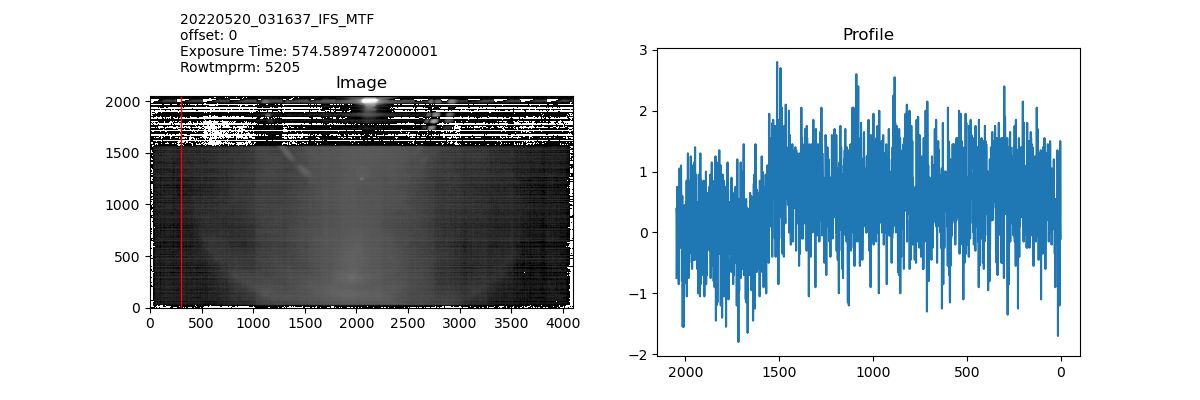 20220520_031637_IFS_MTF
offset: 0
Exposure Time: 574.5897472000001
Rowtmprm: 5205
Image
2000
1500
1000
500
0
0 500 1000 1500 2000 2500 3000 3500 4000
Profile
3
2
1
0
−1
−2
2000 1500 1000 500 0